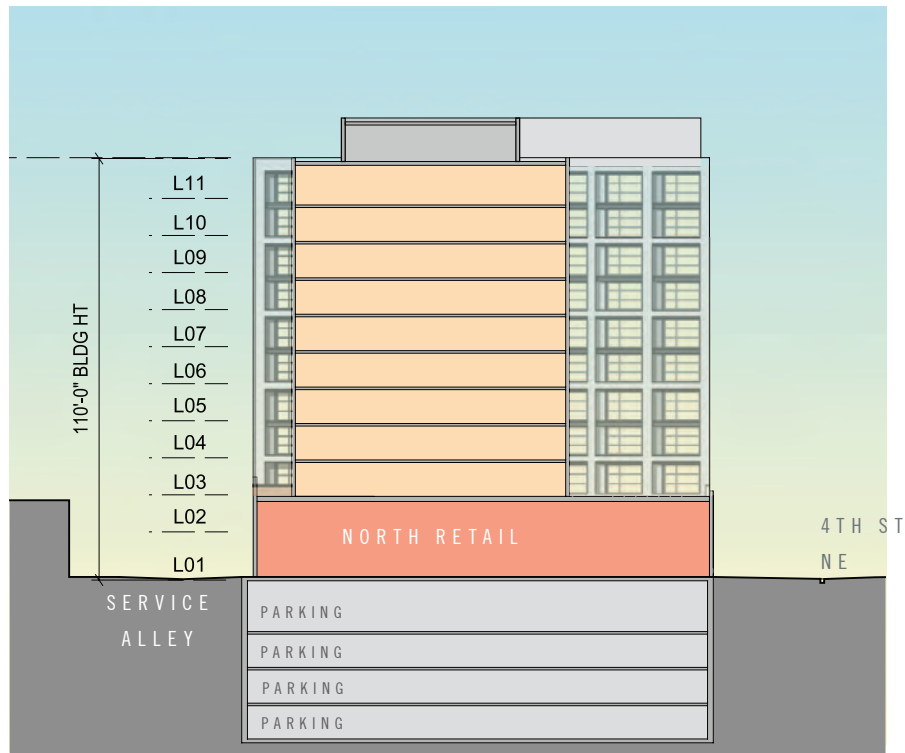 L11
L10
L09
L08
110'-0" BLDG HT
L07
L06
L05
L04
L03
L02
NORTH RETAIL
4TH ST
NE
L01
SERVICE
ALLEY
PARKING
PARKING
PARKING
PARKING